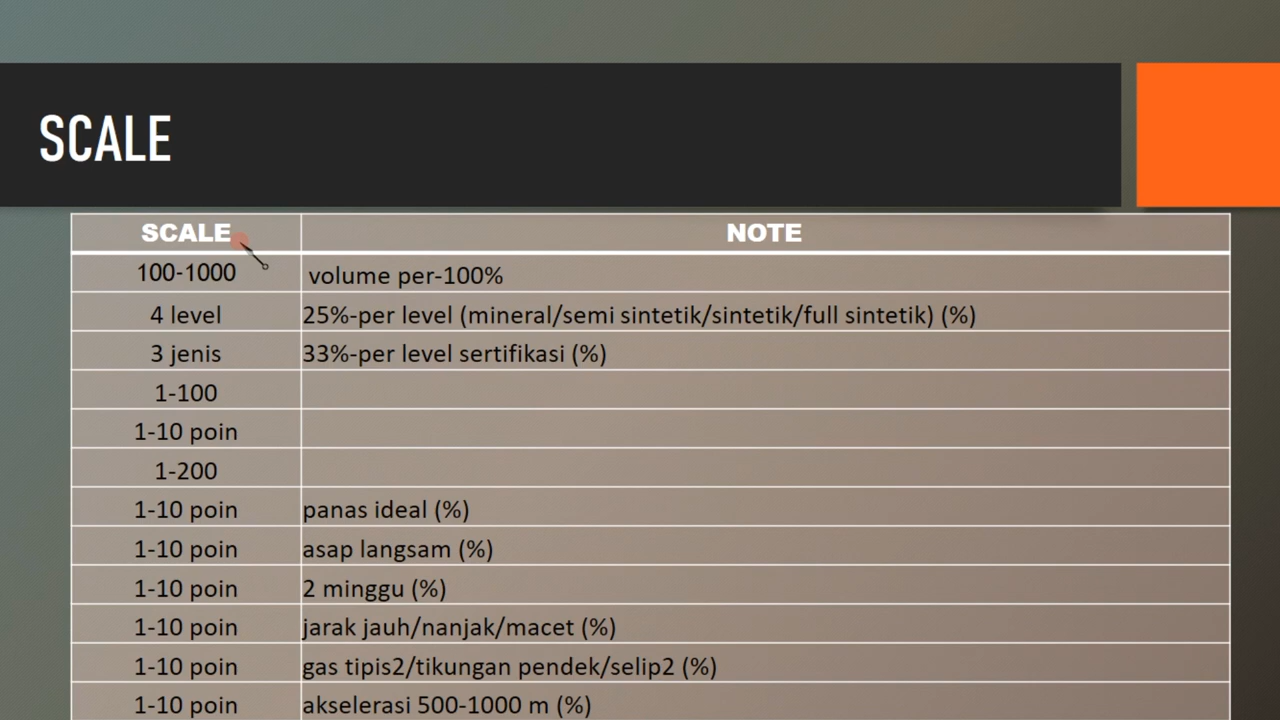 SCALE
SCALE NOTE
100-1000 volume per-100%
4 level 25%-per level (mineral/semi sintetik/sintetik/full sintetik) (%)
3 jenis 33%-per level sertifikasi (%)
1-100
1-10 poin
1-200
1-10 poin panas ideal (%)
1-10 poin asap langsam (%)
1-10 poin 2 minggu (%)
1-10 poin jarak jauh/nanjak/macet (%)
1-10 poin gas tipis2/tikungan pendek/selip2 (%)
1-10 poin akselerasi 500-1000 m (%)